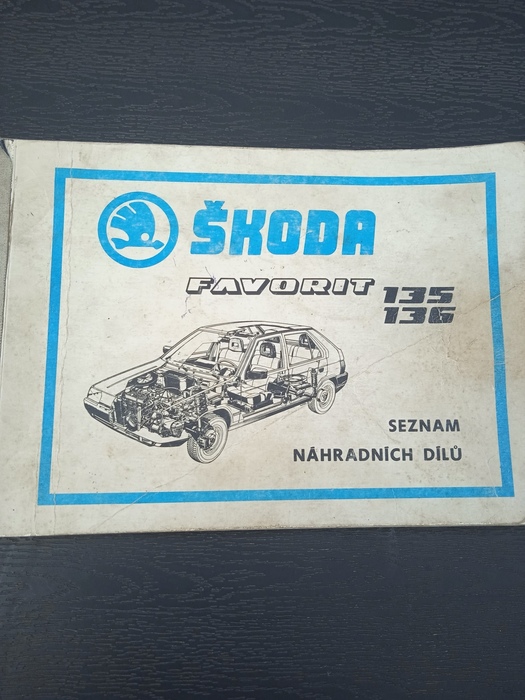 ŠKODA
FAVORIT 135
136
SEZNAM
NÁHRADNÍCH DÍLŮ